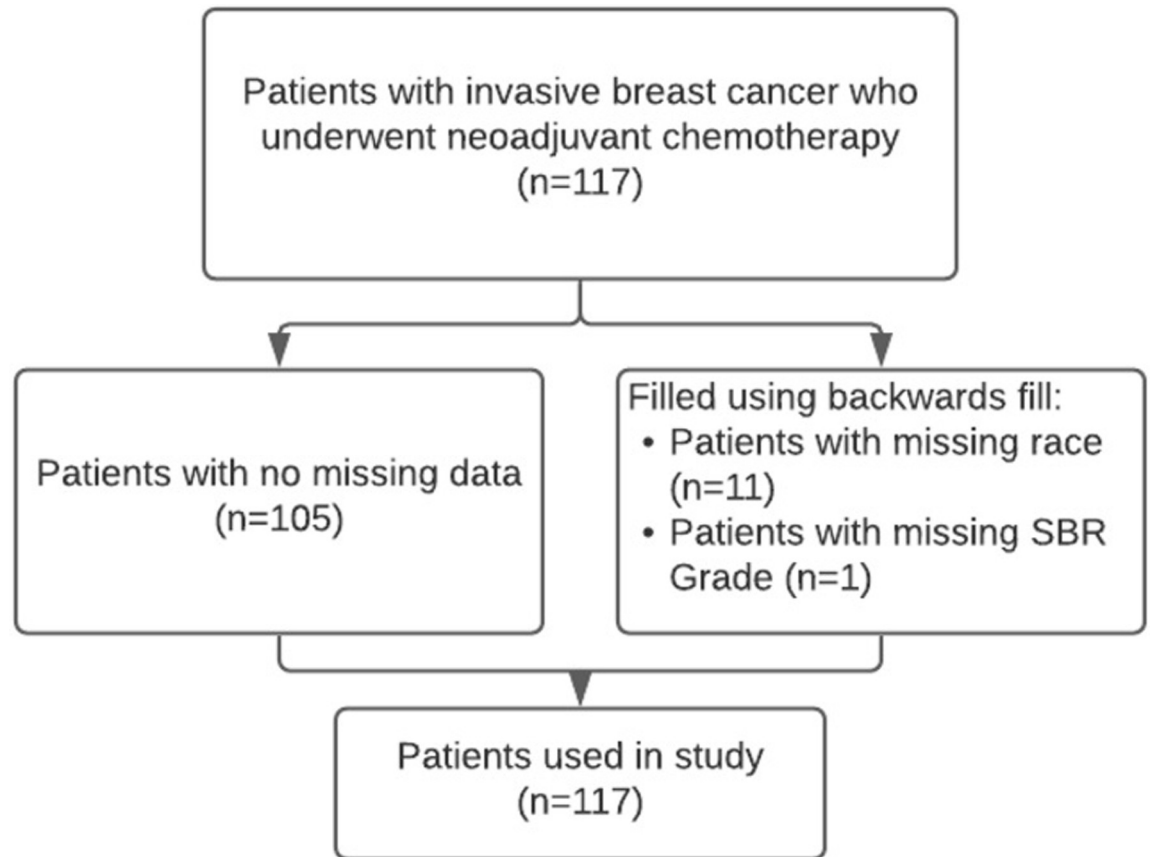 Patients with invasive breast cancer who
underwent neoadjuvant chemotherapy
(n=117)
Patients with no missing data
(n=105)
Filled using backwards fill:
• Patients with missing race
(n=11)
• Patients with missing SBR
Grade (n=1)
Patients used in study
(n=117)